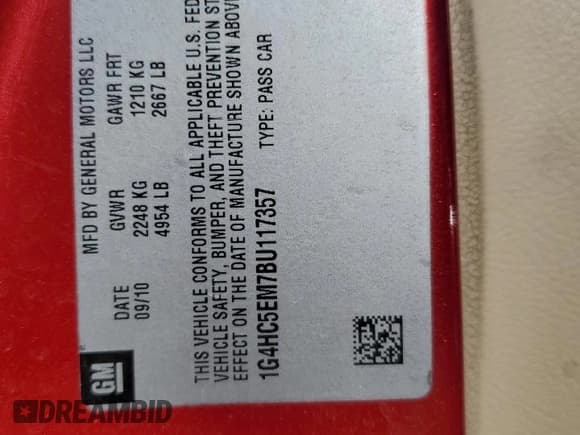 GM
MFD BY GENERAL MOTORS LLC
DATE GVWR GAWR FRT
09/10 2248 KG 1210 KG
4954 LB 2667 LB
THIS VEHICLE CONFORMS TO ALL APPLICABLE U.S. FED
VEHICLE SAFETY, BUMPER, AND THEFT PREVENTION ST
EFFECT ON THE DATE OF MANUFACTURE SHOWN ABOVE
1G4HC5EM7BU117357 TYPE: PASS CAR
DREAMBID